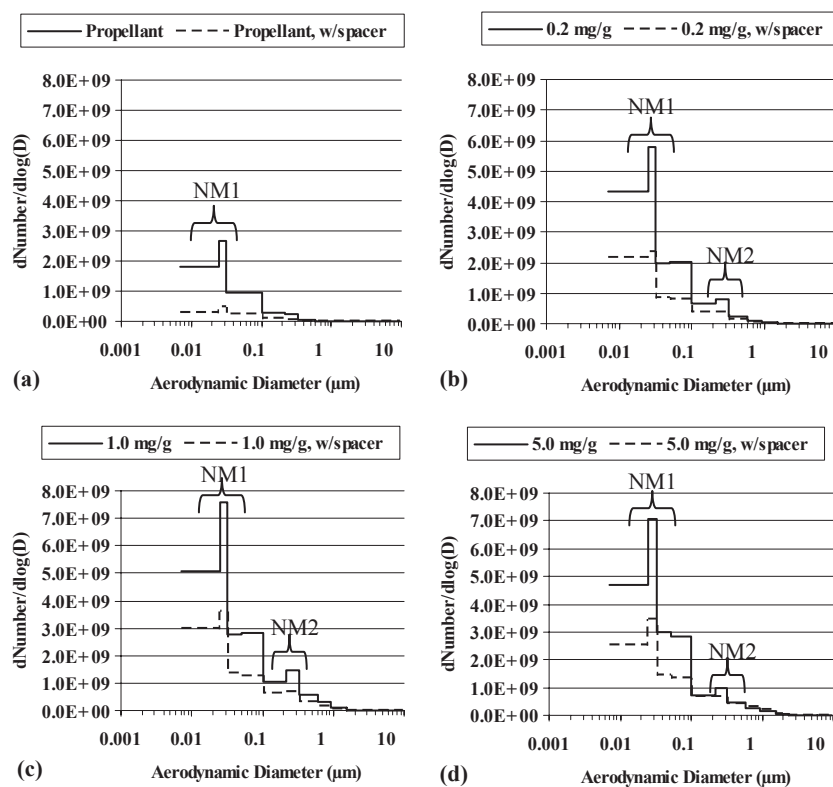 Propellant Propellant, w/spacer
8.0E+09
7.0E+09
6.0E+09
5.0E+09
4.0E+09
3.0E+09
2.0E+09
1.0E+09
0.0E+00
dNumber/dlog(D)
NM1
0.001 0.01 0.1 1 10
(a) Aerodynamic Diameter (µm)
0.2 mg/g 0.2 mg/g, w/spacer
8.0E+09
7.0E+09
6.0E+09
5.0E+09
4.0E+09
3.0E+09
2.0E+09
1.0E+09
0.0E+00
dNumber/dlog(D)
NM1
NM2
0.001 0.01 0.1 1 10
(b) Aerodynamic Diameter (µm)
1.0 mg/g 1.0 mg/g, w/spacer
8.0E+09
7.0E+09
6.0E+09
5.0E+09
4.0E+09
3.0E+09
2.0E+09
1.0E+09
0.0E+00
dNumber/dlog(D)
NM1
NM2
0.001 0.01 0.1 1 10
(c) Aerodynamic Diameter (µm)
5.0 mg/g 5.0 mg/g, w/spacer
8.0E+09
7.0E+09
6.0E+09
5.0E+09
4.0E+09
3.0E+09
2.0E+09
1.0E+09
0.0E+00
dNumber/dlog(D)
NM1
NM2
0.001 0.01 0.1 1 10
(d) Aerodynamic Diameter (µm)